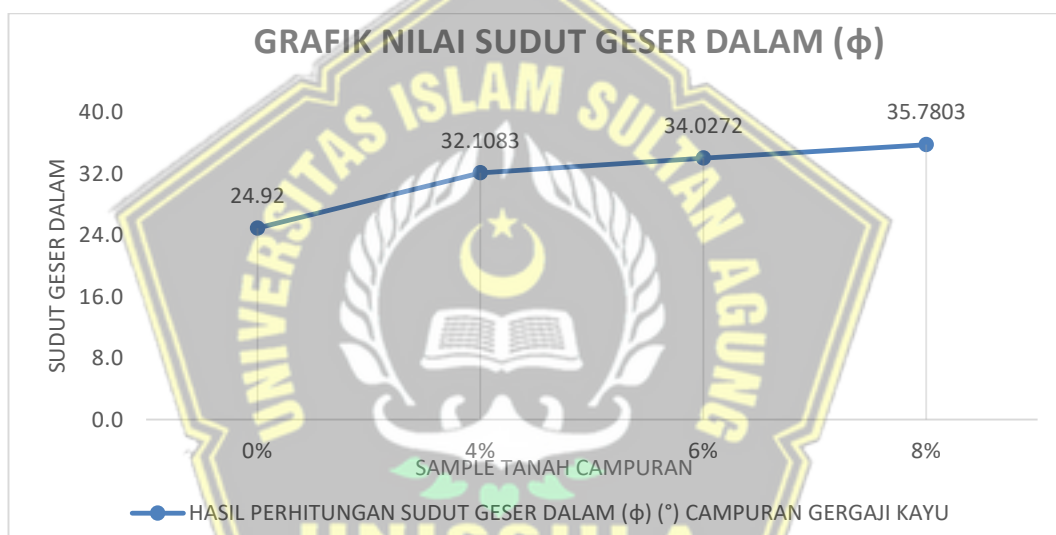 GRAFIK NILAI SUDUT GESER DALAM (ϕ)
UNIVERSITAS ISLAM SULTAN AGUNG
40.0
32.0
24.0
16.0
8.0
0.0
SUDUT GESER DALAM
24.92
32.1083
34.0272
35.7803
0%
4%
6%
8%
SAMPLE TANAH CAMPURAN
HASIL PERHITUNGAN SUDUT GESER DALAM (ϕ) (°) CAMPURAN GERGAJI KAYU
UNISSULA